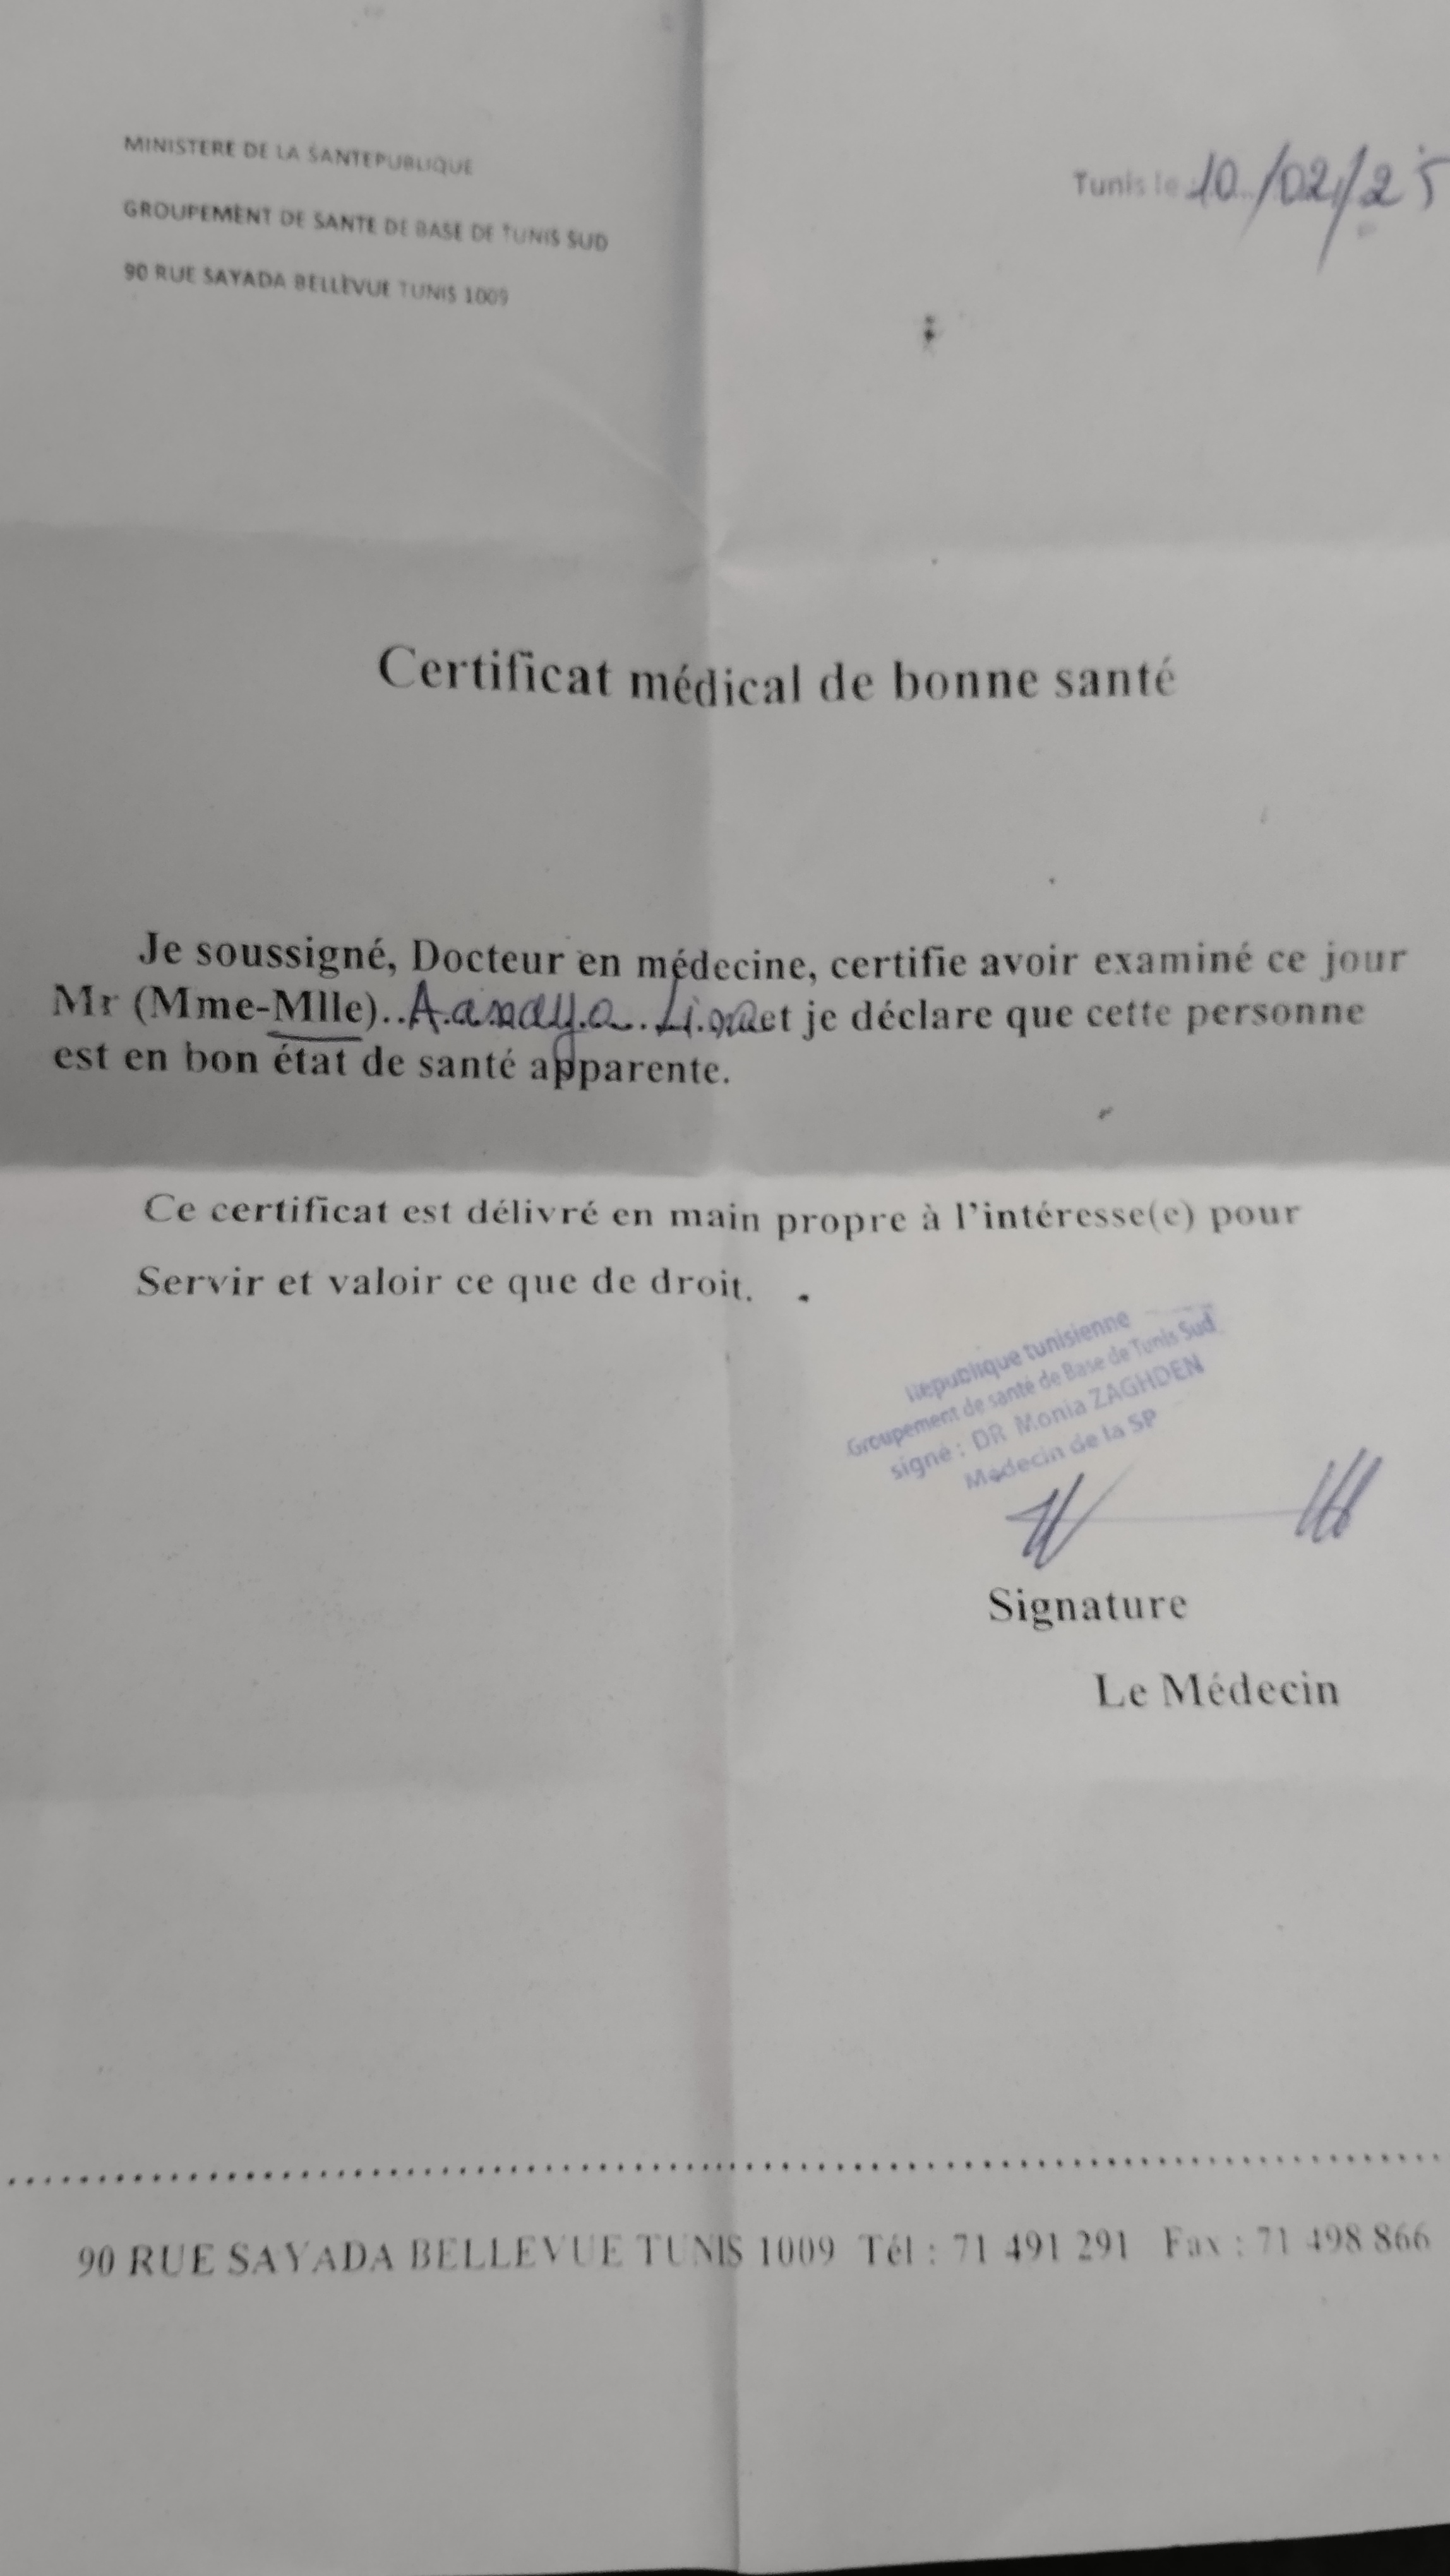 MINISTERE DE LA SANTEPUBLIQUE
Tunis le 10/02/25
GROUPEMENT DE SANTE DE BASE DE TUNIS SUD
90 RUE SAYADA BELLEVUE TUNIS 1009
Certificat médical de bonne santé
Je soussigné, Docteur en médecine, certifie avoir examiné ce jour
Mr (Mme-Mlle).. et je déclare que cette personne
est en bon état de santé apparente.
Ce certificat est délivré en main propre à l'intéresse(e) pour
Servir et valoir ce que de droit.
République tunisienne
Groupement de santé de Base de Tunis Sud
signé : DR Monia ZAGHDEN
Médecin de la SP
Signature
Le Médecin
90 RUE SAYADA BELLEVUE TUNIS 1009 Tél : 71 491 291 Fax : 71 498 866